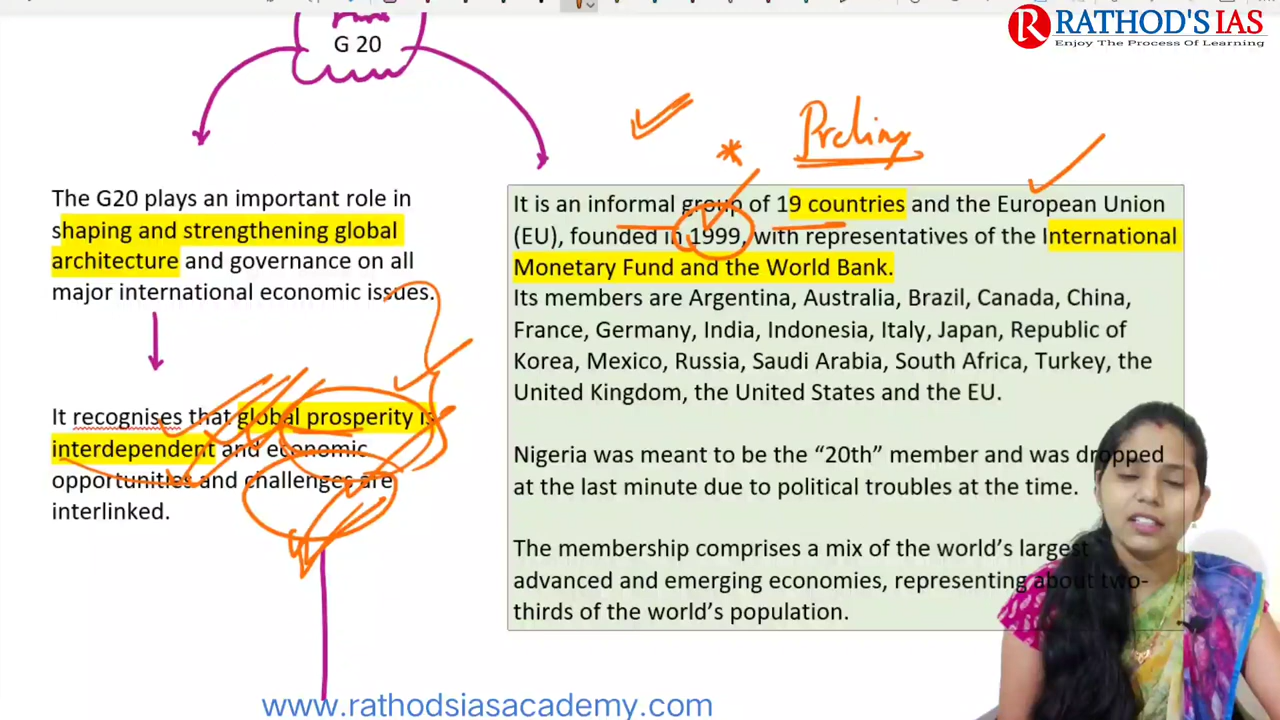 RATHOD'S IAS
Enjoy The Process Of Learning
G 20
Prelims
The G20 plays an important role in
shaping and strengthening global
architecture and governance on all
major international economic issues.
It recognises that global prosperity is
interdependent and economic
opportunities and challenges are
interlinked.
It is an informal group of 19 countries and the European Union
(EU), founded in 1999, with representatives of the International
Monetary Fund and the World Bank.
Its members are Argentina, Australia, Brazil, Canada, China,
France, Germany, India, Indonesia, Italy, Japan, Republic of
Korea, Mexico, Russia, Saudi Arabia, South Africa, Turkey, the
United Kingdom, the United States and the EU.
Nigeria was meant to be the “20th” member and was dropped
at the last minute due to political troubles at the time.
The membership comprises a mix of the world’s largest
advanced and emerging economies, representing about two-
thirds of the world’s population.
www.rathodsiasacademy.com